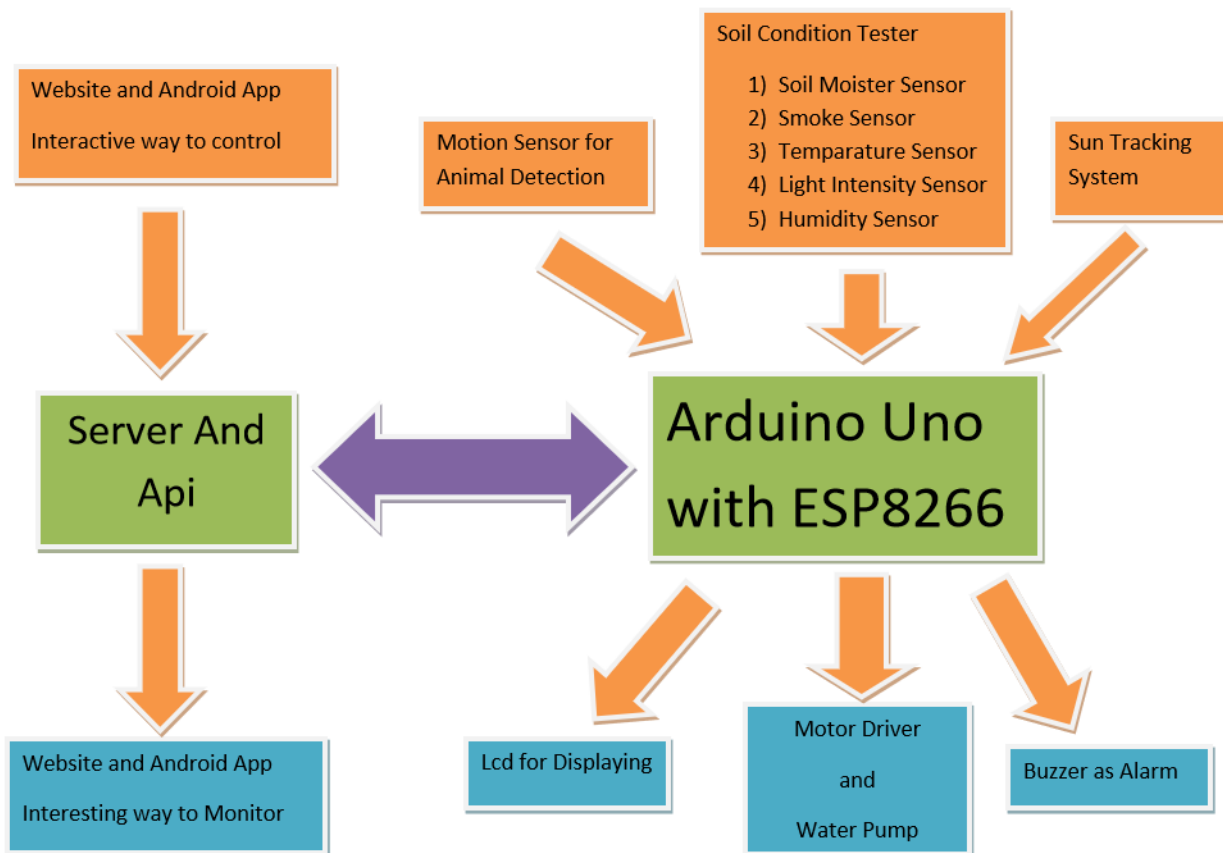 Website and Android App
Interactive way to control
Motion Sensor for
Animal Detection
Soil Condition Tester
1) Soil Moister Sensor
2) Smoke Sensor
3) Temparature Sensor
4) Light Intensity Sensor
5) Humidity Sensor
Sun Tracking
System
Server And
Api
Arduino Uno
with ESP8266
Website and Android App
Interesting way to Monitor
Lcd for Displaying
Motor Driver
and
Water Pump
Buzzer as Alarm